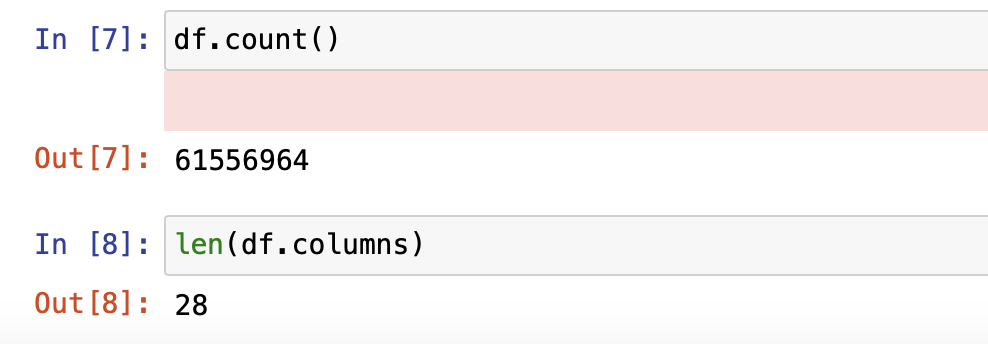 In [7]: df.count()
Out[7]: 61556964
In [8]: len(df.columns)
Out[8]: 28